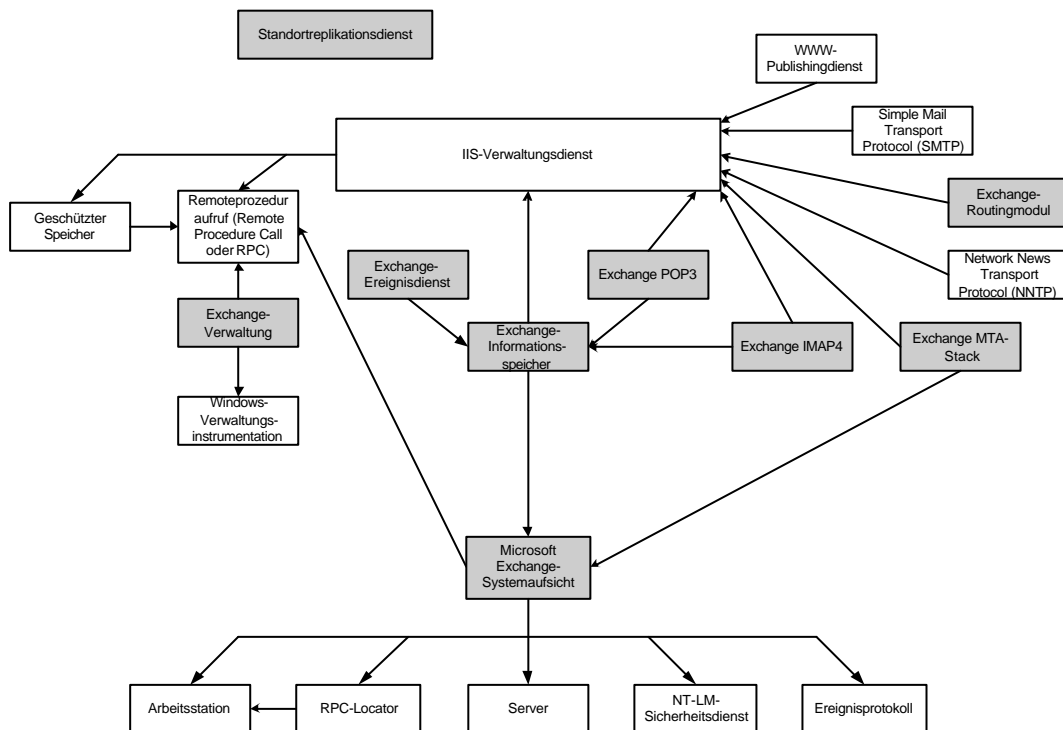 Standortreplikationsdienst
WWW-
Publishingdienst
Simple Mail
Transport
Protocol (SMTP)
IIS-Verwaltungsdienst
Exchange-
Routingmodul
Geschützter
Speicher
Remoteprozedur
aufruf (Remote
Procedure Call
oder RPC)
Exchange-
Ereignisdienst
Exchange POP3
Network News
Transport
Protocol (NNTP)
Exchange-
Verwaltung
Exchange-
Informations-
speicher
Exchange IMAP4
Exchange MTA-
Stack
Windows-
Verwaltungs-
instrumentation
Microsoft
Exchange-
Systemaufsicht
Arbeitsstation
RPC-Locator
Server
NT-LM-
Sicherheitsdienst
Ereignisprotokoll